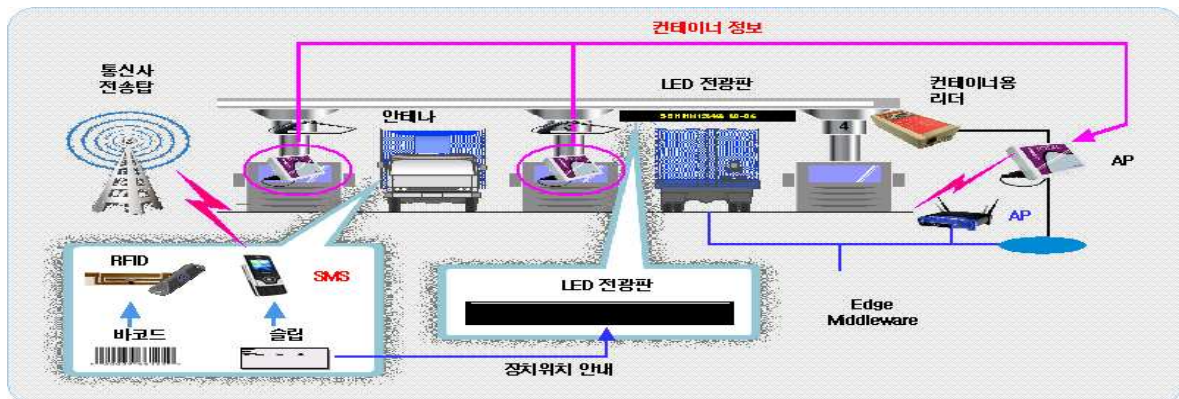 컨테이너 정보
통신사
전송탑
안테나
LED 전광판
컨테이너용
리더
4
AP
AP
RFID
SMS
LED 전광판
바코드
슬립
Edge
Middleware
장치위치 안내